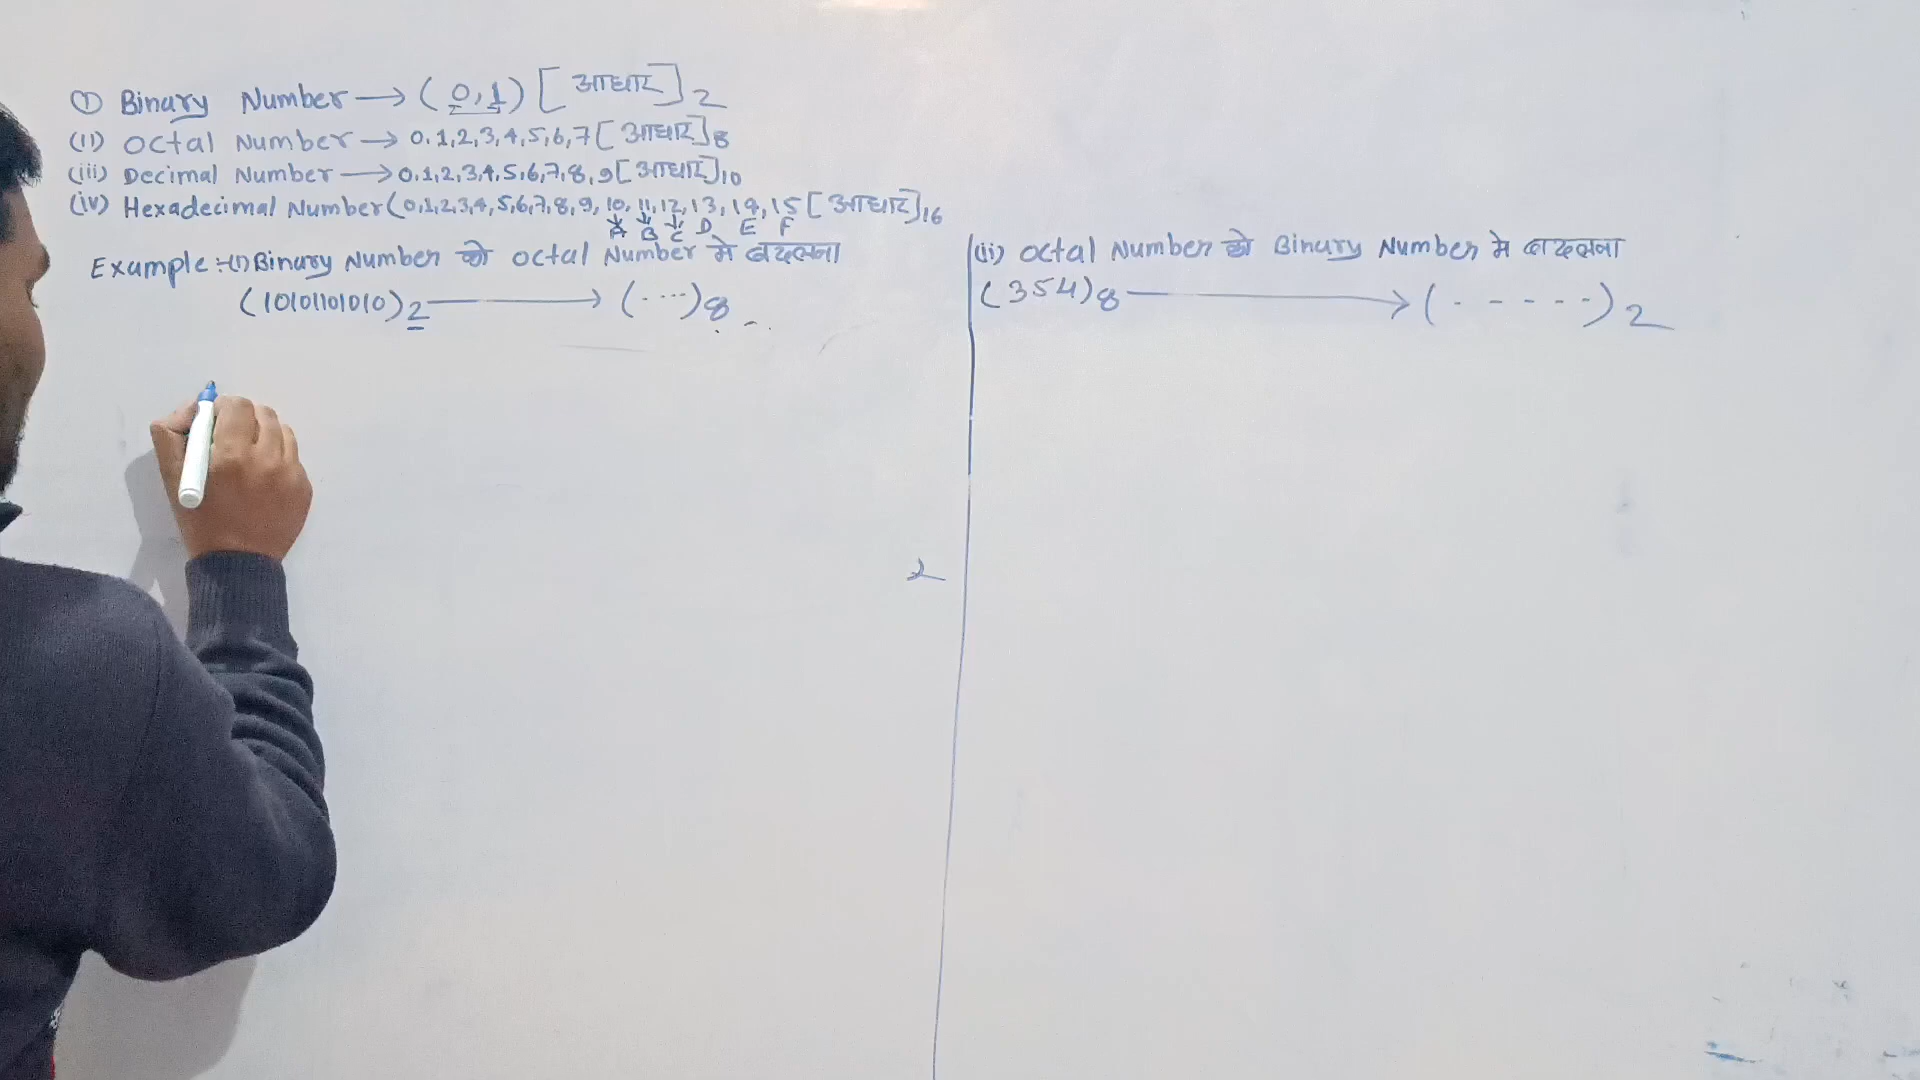 ① Binary Number → (0,1) [आधार]2
(ii) Octal Number → 0,1,2,3,4,5,6,7 [आधार]8
(iii) Decimal Number → 0,1,2,3,4,5,6,7,8,9 [आधार]10
(iv) Hexadecimal Number (0,1,2,3,4,5,6,7,8,9,10,11,12,13,14,15 [आधार]16
A B C D E F
Example :- (i) Binary Number को Octal Number मे बदलना
(10101101010)2 → (....)8
(ii) Octal Number को Binary Number मे बदलना
(354)8 → (- - - - -)2
2